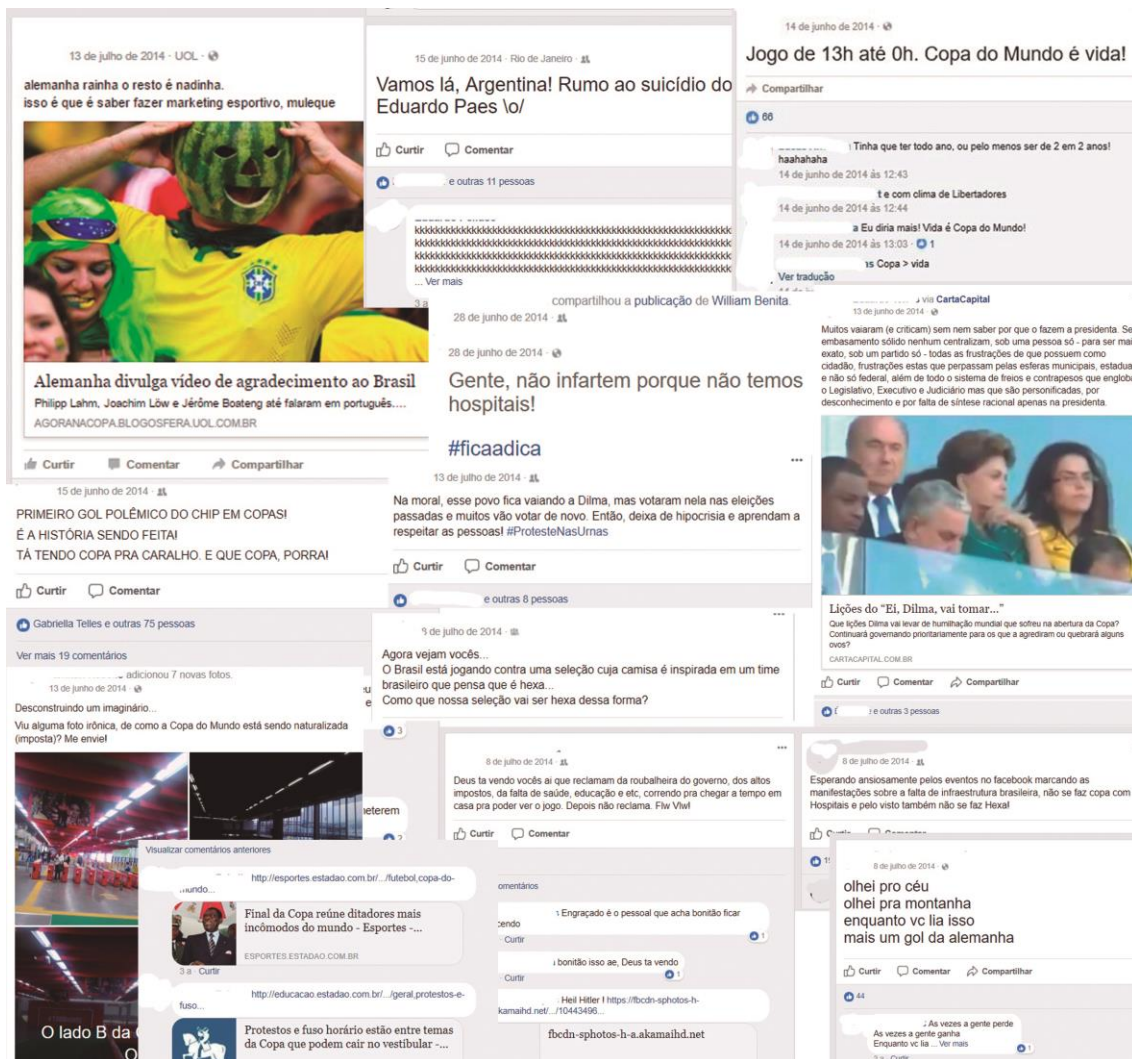 13 de julho de 2014 · UOL ·
alemanha rainha o resto é nadinha.
isso é que é saber fazer marketing esportivo, muleque
Alemanha divulga vídeo de agradecimento ao Brasil
Philipp Lahm, Joachim Löw e Jérôme Boateng até falaram em português....
AGORANACOPA.BLOGOSFERA.UOL.COM.BR
Curtir Comentar Compartilhar
15 de junho de 2014 · Rio de Janeiro ·
Vamos lá, Argentina! Rumo ao suicídio do
Eduardo Paes \o/
Curtir Comentar
e outras 11 pessoas
... Ver mais
14 de junho de 2014 ·
Jogo de 13h até 0h. Copa do Mundo é vida!
Compartilhar
66
Tinha que ter todo ano, ou pelo menos ser de 2 em 2 anos!
haahahaha
14 de junho de 2014 às 12:43
t e com clima de Libertadores
14 de junho de 2014 às 12:44
a Eu diria mais! Vida é Copa do Mundo!
14 de junho de 2014 às 13:03 · 1
Copa > vida
Ver tradução
compartilhou a publicação de William Benita.
28 de junho de 2014 ·
28 de junho de 2014 ·
Gente, não infartem porque não temos
hospitais!
#ficaadica
via CartaCapital
13 de junho de 2014 ·
Muitos vaiaram (e criticam) sem nem saber por que o fazem a presidenta. Se
embasamento sólido nenhum centralizam, sob uma pessoa só - para ser mai
exato, sob um partido só - todas as frustrações de que possuem como
cidadão, frustrações estas que perpassam pelas esferas municipais, estadua
e não só federal, além de todo o sistema de freios e contrapesos que engloba
o Legislativo, Executivo e Judiciário mas que são personificadas, por
desconhecimento e por falta de síntese racional apenas na presidenta.
Lições do “Ei, Dilma, vai tomar...”
Que lições Dilma vai levar de humilhação mundial que sofreu na abertura da Copa?
Continuará governando prioritariamente para os que a agrediram ou quebrará alguns
ovos?
CARTACAPITAL.COM.BR
Curtir Comentar Compartilhar
e outras 3 pessoas
15 de junho de 2014 ·
PRIMEIRO GOL POLÊMICO DO CHIP EM COPAS!
É A HISTÓRIA SENDO FEITA!
TÁ TENDO COPA PRA CARALHO. E QUE COPA, PORRA!
Curtir Comentar
Gabriella Telles e outras 75 pessoas
Ver mais 19 comentários
13 de julho de 2014 ·
Na moral, esse povo fica vaiando a Dilma, mas votaram nela nas eleições
passadas e muitos vão votar de novo. Então, deixa de hipocrisia e aprendam a
respeitar as pessoas! #ProtesteNasUrnas
Curtir Comentar
e outras 8 pessoas
adicionou 7 novas fotos.
13 de junho de 2014 ·
Desconstruindo um imaginário...
Viu alguma foto irônica, de como a Copa do Mundo está sendo naturalizada
(imposta)? Me envie!
O lado B da
8 de julho de 2014 ·
Agora vejam vocês...
O Brasil está jogando contra uma seleção cuja camisa é inspirada em um time
brasileiro que pensa que é hexa...
Como que nossa seleção vai ser hexa dessa forma?
3
neterem
8 de julho de 2014 ·
Deus ta vendo vocês ai que reclamam da roubalheira do governo, dos altos
impostos, da falta de saúde, educação e etc, correndo pra chegar a tempo em
casa pra poder ver o jogo. Depois não reclama. Flw Vlw!
Curtir Comentar
8 de julho de 2014 ·
Esperando ansiosamente pelos eventos no facebook marcando as
manifestações sobre a falta de infraestrutura brasileira, não se faz copa com
Hospitais e pelo visto também não se faz Hexa!
Visualizar comentários anteriores
http://esportes.estadao.com.br/.../futebol,copa-do-
mundo...
Final da Copa reúne ditadores mais
incômodos do mundo - Esportes -...
ESPORTES.ESTADAO.COM.BR
3 a · Curtir
http://educacao.estadao.com.br/.../geral,protestos-e-
fuso...
Protestos e fuso horário estão entre temas
da Copa que podem cair no vestibular -...
omentários
Engraçado é o pessoal que acha bonitão ficar
cendo
Curtir
1
bonitão isso ae, Deus ta vendo
1
Curtir
Heil Hitler ! https://fbcdn-sphotos-h-
akamaihd.net/.../10443496...
fbcdn-sphotos-h-a.akamaihd.net
8 de julho de 2014 ·
olhei pro céu
olhei pra montanha
enquanto vc lia isso
mais um gol da alemanha
Curtir Comentar Compartilhar
44
As vezes a gente perde
As vezes a gente ganha
Enquanto vc lia ... Ver mais
1